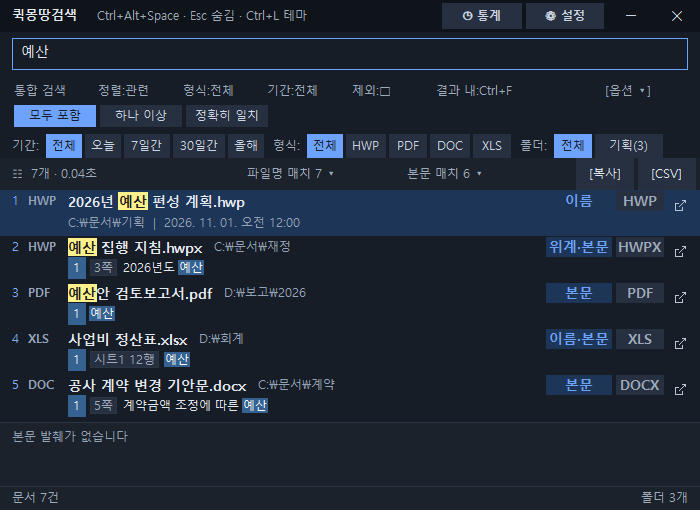 퀵몽땅검색 Ctrl+Alt+Space · Esc 숨김 · Ctrl+L 테마 통계 설정
예산
통합 검색 정렬:관련 형식:전체 기간:전체 제외:□ 결과 내:Ctrl+F [옵션 ▾]
모두 포함 하나 이상 정확히 일치
기간: 전체 오늘 7일간 30일간 올해 형식: 전체 HWP PDF DOC XLS 폴더: 전체 기획(3)
7개 · 0.04초 파일명 매치 7 ▾ 본문 매치 6 ▾ [복사] [CSV]
1 HWP 2026년 예산 편성 계획.hwp 이름 HWP
C:₩문서₩기획 | 2026. 11. 01. 오전 12:00
2 HWP 예산 집행 지침.hwpx C:₩문서₩재정 위계·본문 HWPX
1 3쪽 2026년도 예산
3 PDF 예산안 검토보고서.pdf D:₩보고₩2026 본문 PDF
1 예산
4 XLS 사업비 정산표.xlsx D:₩회계 이름·본문 XLS
1 시트1 12행 예산
5 DOC 공사 계약 변경 기안문.docx C:₩문서₩계약 본문 DOCX
1 5쪽 계약금액 조정에 따른 예산
본문 발췌가 없습니다
문서 7건 폴더 3개